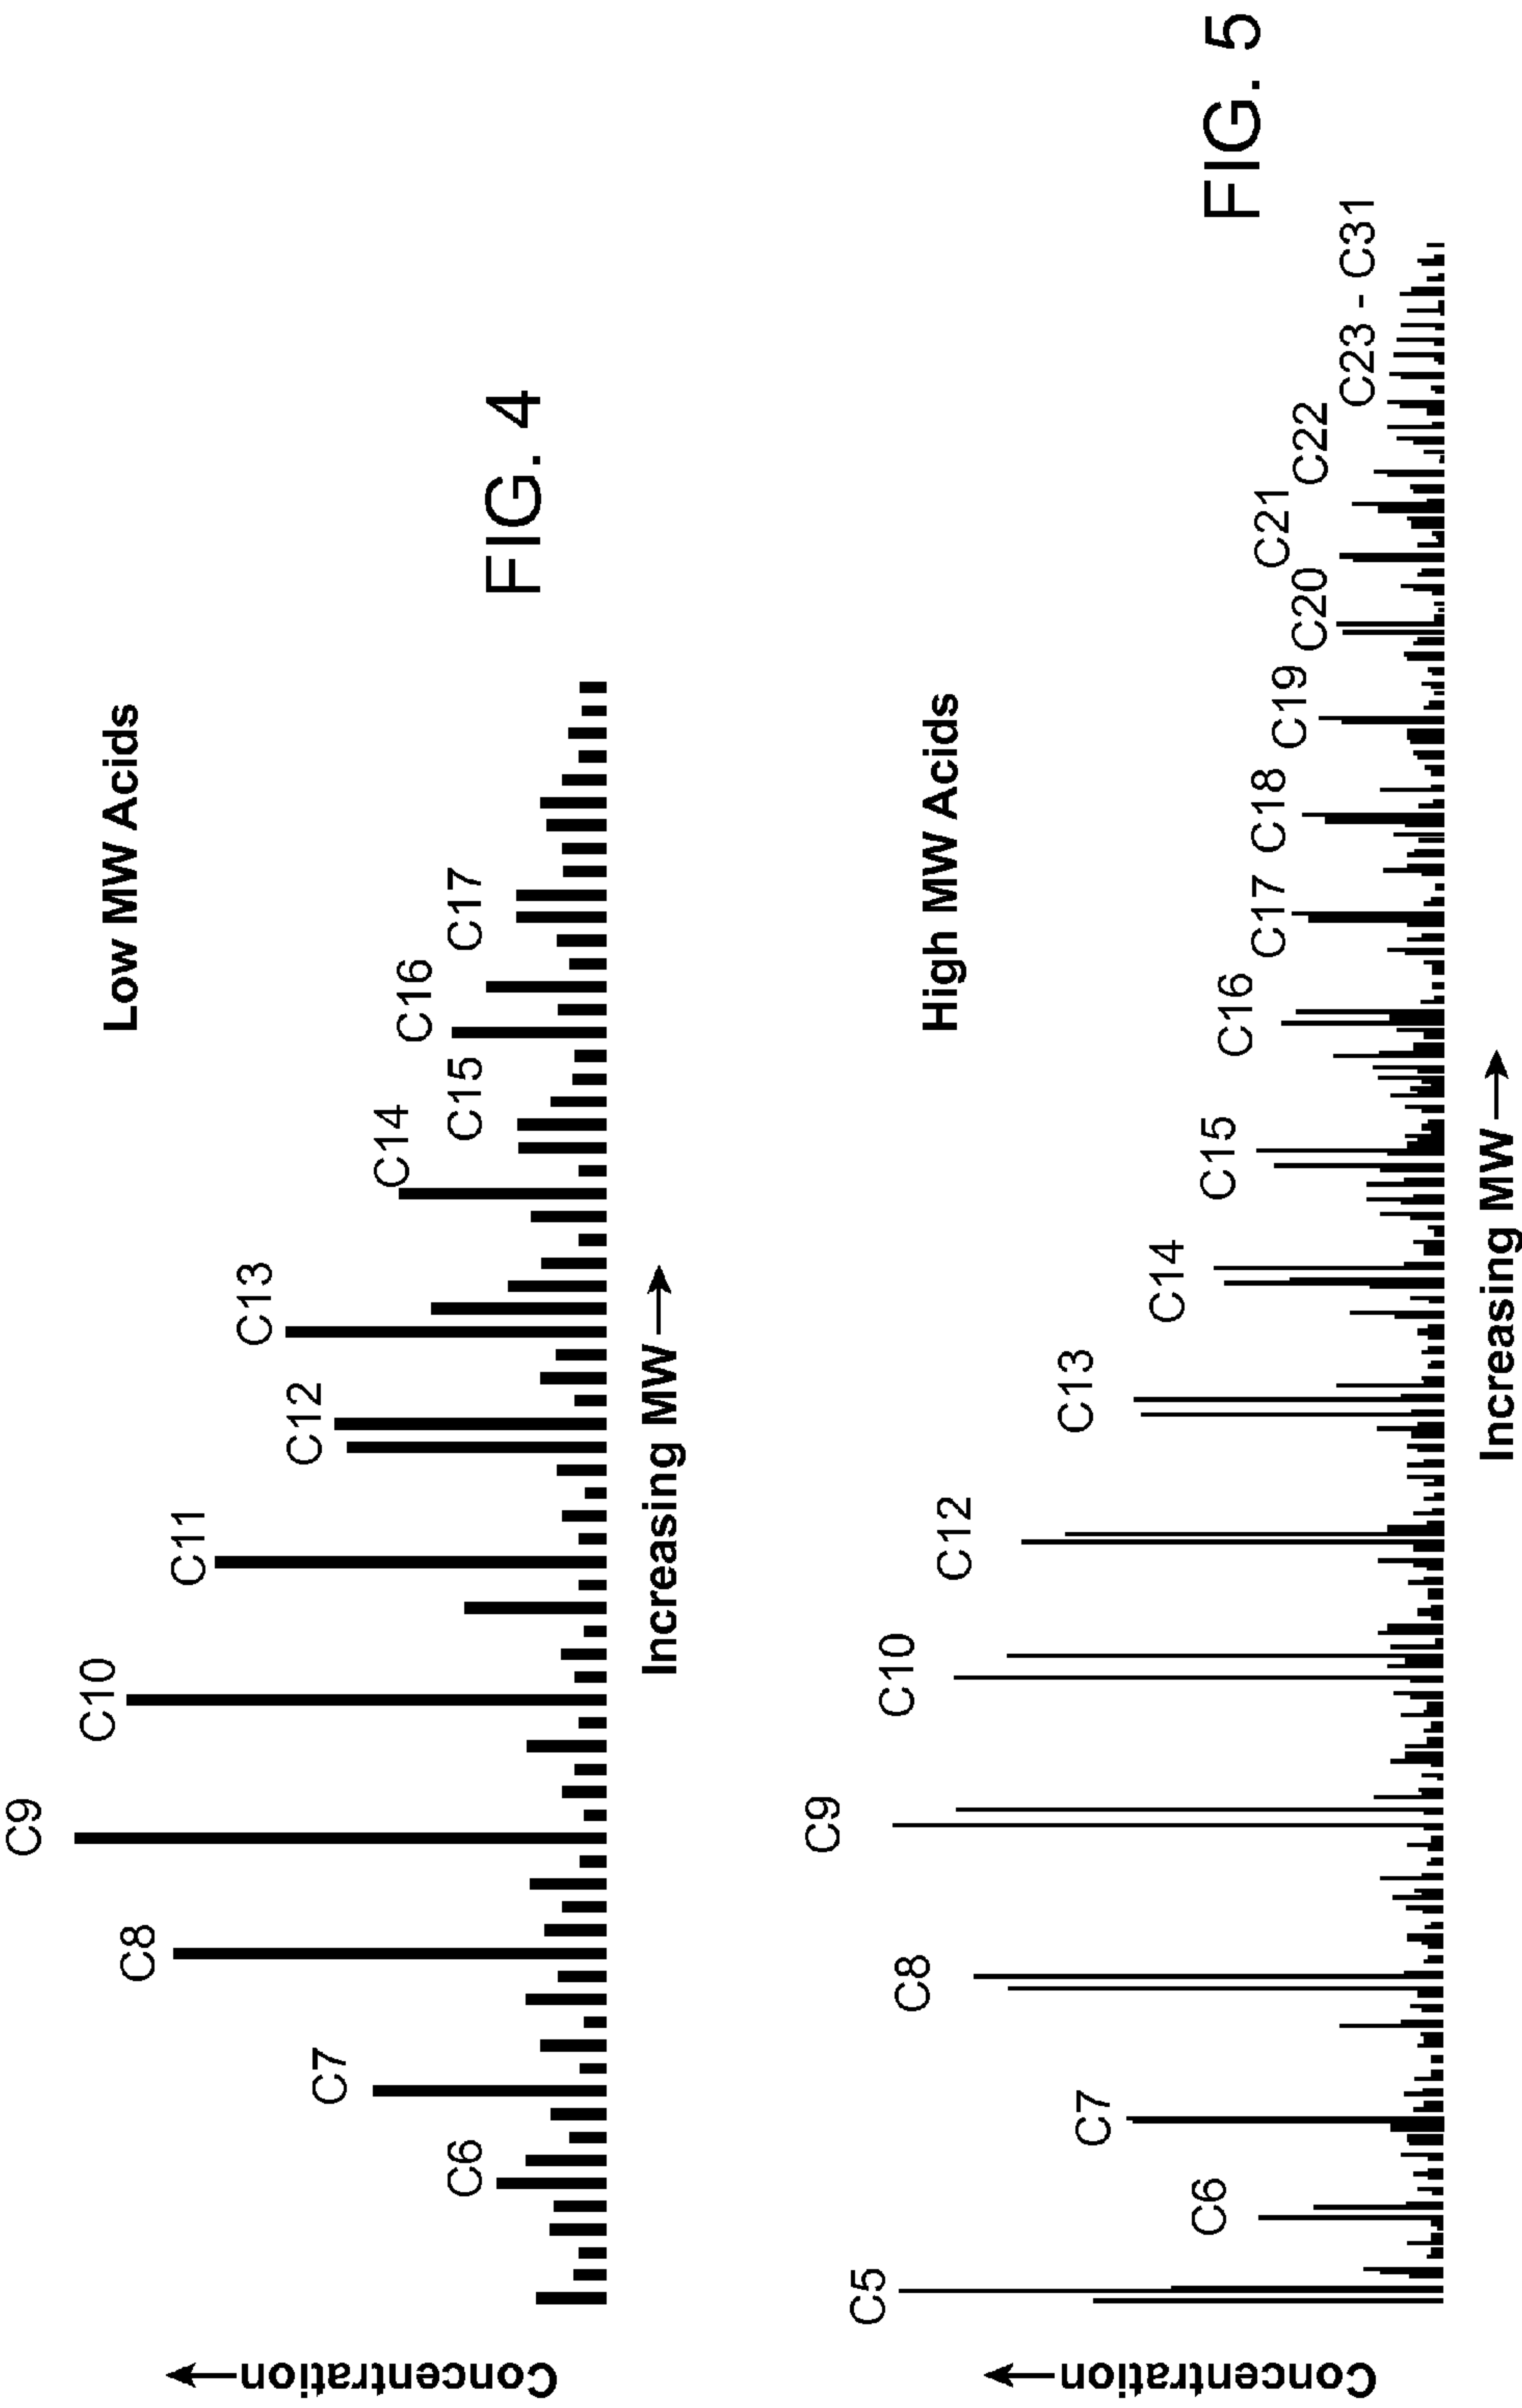 Low MW Acids
Concentration
C6
C7
C8
C9
C10
C11
C12
C13
C14
C15
C16
C17
Increasing MW
FIG. 4
High MW Acids
Concentration
C5
C6
C7
C8
C9
C10
C12
C13
C14
C15
C16
C17
C18
C19
C20
C21
C22
C23 - C31
Increasing MW
FIG. 5